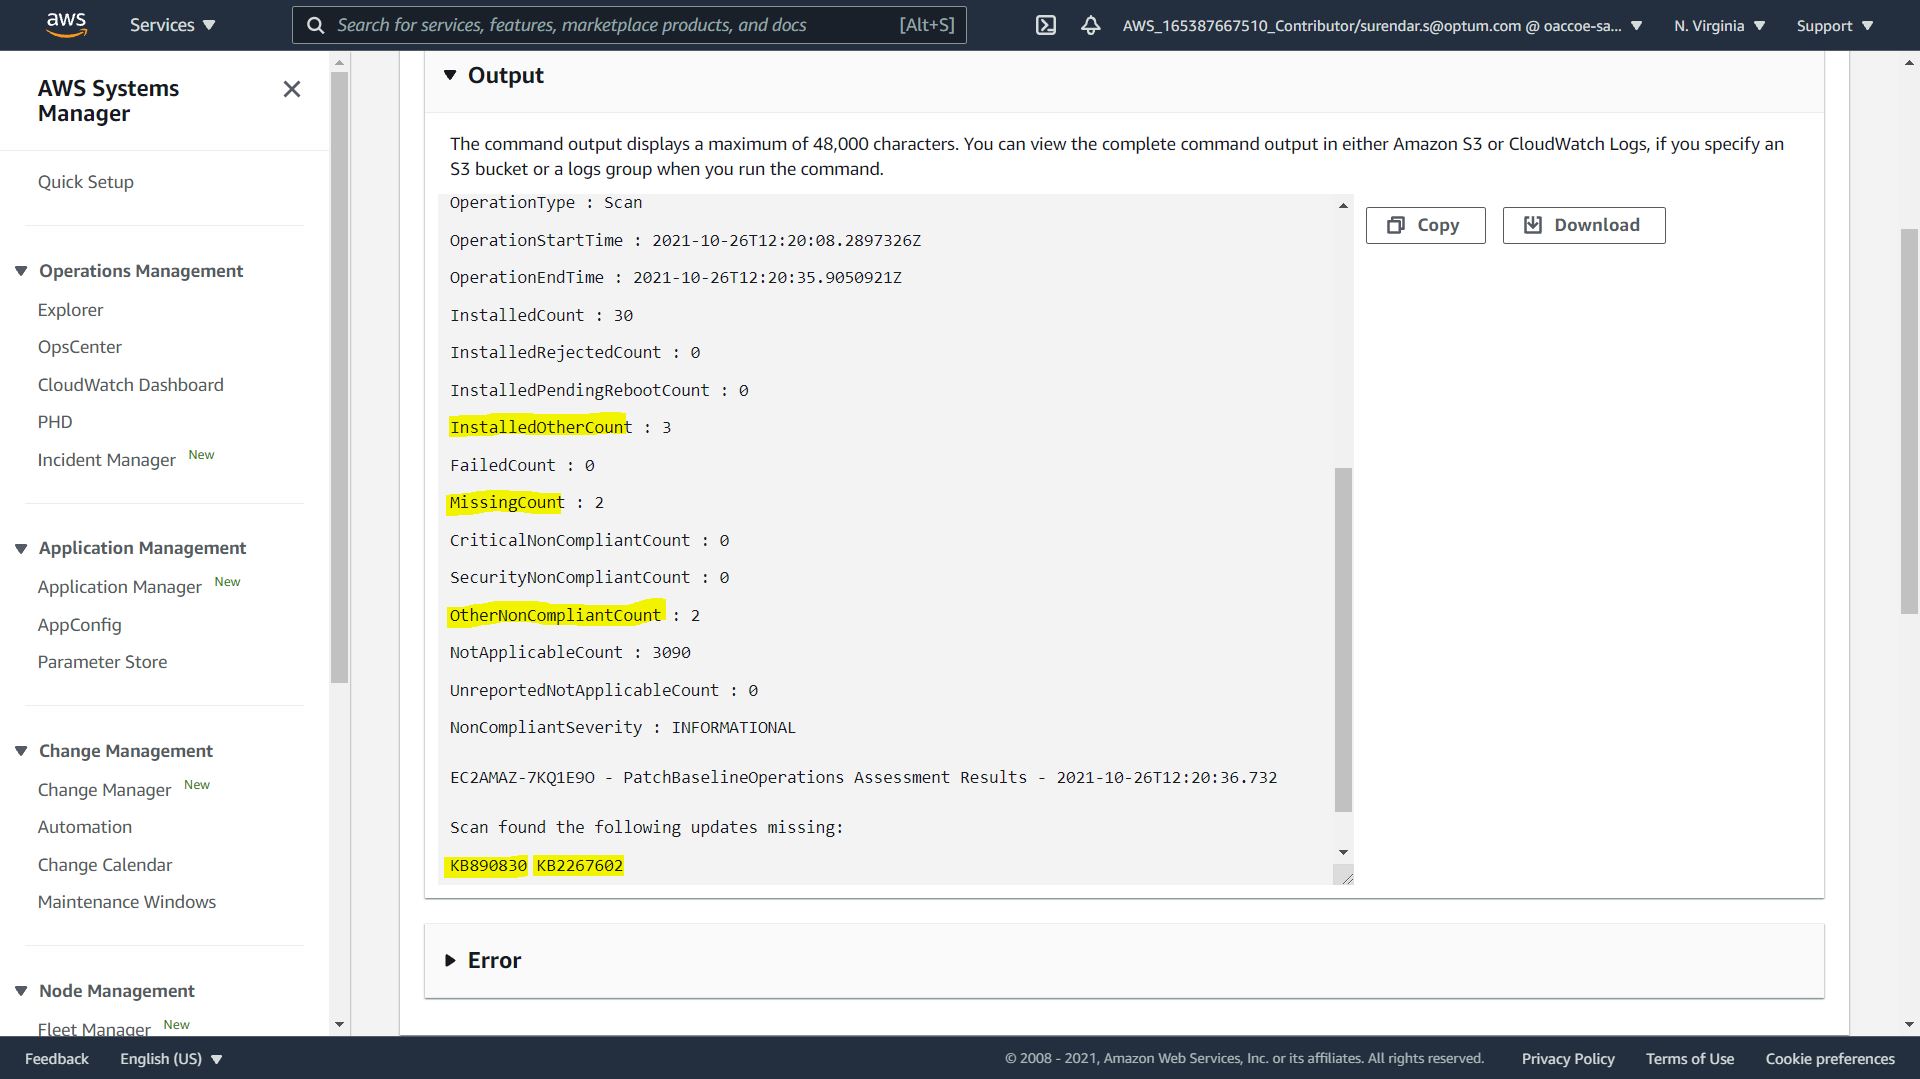 aws
Services
Search for services, features, marketplace products, and docs
[Alt+S]
AWS_165387667510_Contributor/surendar.s@optum.com @ oaccoe-sa...
N. Virginia
Support
AWS Systems
Manager
Quick Setup
Operations Management
Explorer
OpsCenter
CloudWatch Dashboard
PHD
Incident Manager New
Application Management
Application Manager New
AppConfig
Parameter Store
Change Management
Change Manager New
Automation
Change Calendar
Maintenance Windows
Node Management
Fleet Manager New
Output
The command output displays a maximum of 48,000 characters. You can view the complete command output in either Amazon S3 or CloudWatch Logs, if you specify an
S3 bucket or a logs group when you run the command.
OperationType : Scan
OperationStartTime : 2021-10-26T12:20:08.2897326Z
OperationEndTime : 2021-10-26T12:20:35.9050921Z
InstalledCount : 30
InstalledRejectedCount : 0
InstalledPendingRebootCount : 0
InstalledOtherCount : 3
FailedCount : 0
MissingCount : 2
CriticalNonCompliantCount : 0
SecurityNonCompliantCount : 0
OtherNonCompliantCount : 2
NotApplicableCount : 3090
UnreportedNotApplicableCount : 0
NonCompliantSeverity : INFORMATIONAL
EC2AMAZ-7KQ1E9O - PatchBaselineOperations Assessment Results - 2021-10-26T12:20:36.732
Scan found the following updates missing:
KB890830 KB2267602
Copy
Download
Error
Feedback
English (US)
© 2008 - 2021, Amazon Web Services, Inc. or its affiliates. All rights reserved.
Privacy Policy
Terms of Use
Cookie preferences